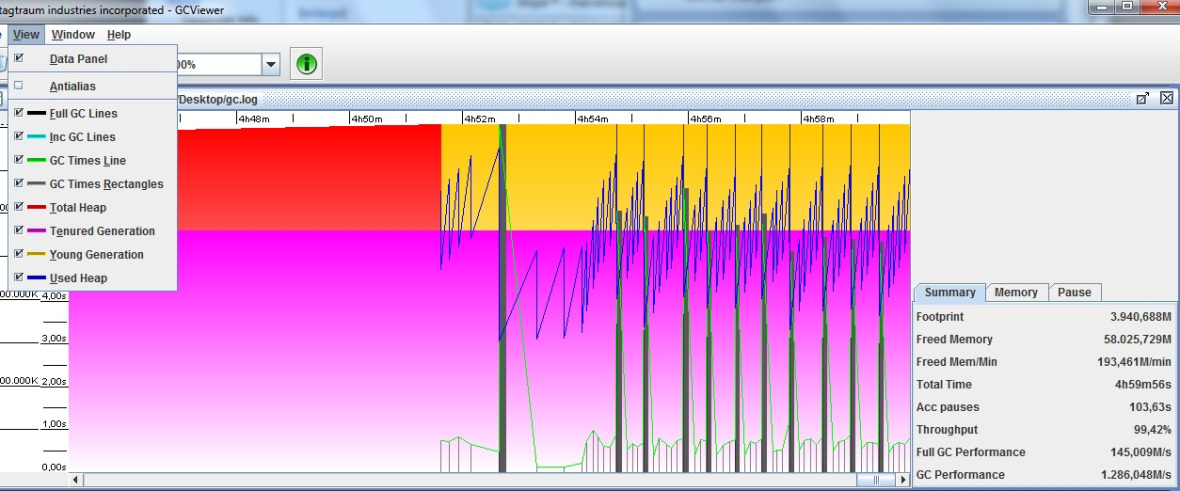 tagtraum industries incorporated - GCViewer
View Window Help
Data Panel
Antialias
Full GC Lines
Inc GC Lines
GC Times Line
GC Times Rectangles
Total Heap
Tenured Generation
Young Generation
Used Heap
00%
/Desktop/gc.log
4h48m 4h50m 4h52m 4h54m 4h56m 4h58m
00.000K 4,00s
3,00s
00.000K 2,00s
1,00s
0,00s
Summary Memory Pause
Footprint 3.940,688M
Freed Memory 58.025,729M
Freed Mem/Min 193,461M/min
Total Time 4h59m56s
Acc pauses 103,63s
Throughput 99,42%
Full GC Performance 145,009M/s
GC Performance 1.286,048M/s